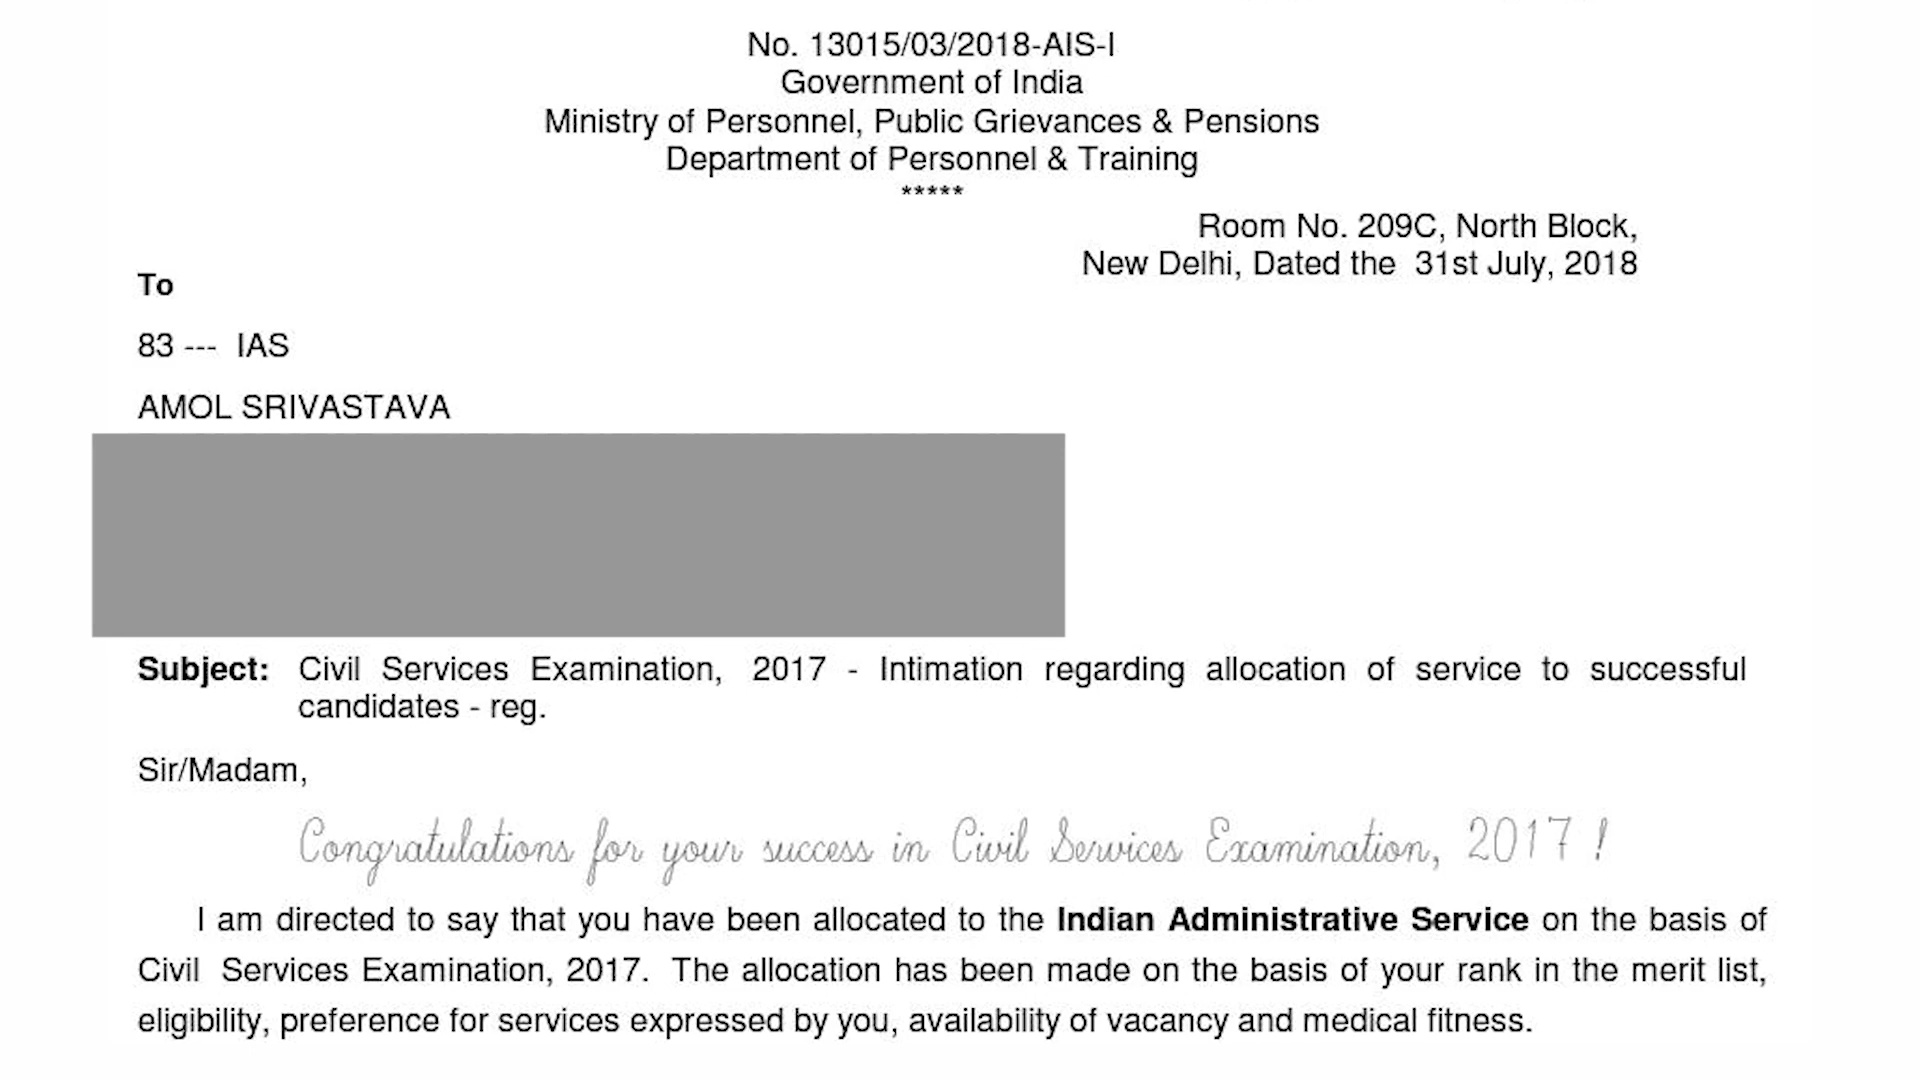 No. 13015/03/2018-AIS-I
Government of India
Ministry of Personnel, Public Grievances & Pensions
Department of Personnel & Training
*****
Room No. 209C, North Block,
New Delhi, Dated the 31st July, 2018
To
83 --- IAS
AMOL SRIVASTAVA
Subject: Civil Services Examination, 2017 - Intimation regarding allocation of service to successful
candidates - reg.
Sir/Madam,
Congratulations for your success in Civil Services Examination, 2017 !
I am directed to say that you have been allocated to the Indian Administrative Service on the basis of
Civil Services Examination, 2017. The allocation has been made on the basis of your rank in the merit list,
eligibility, preference for services expressed by you, availability of vacancy and medical fitness.